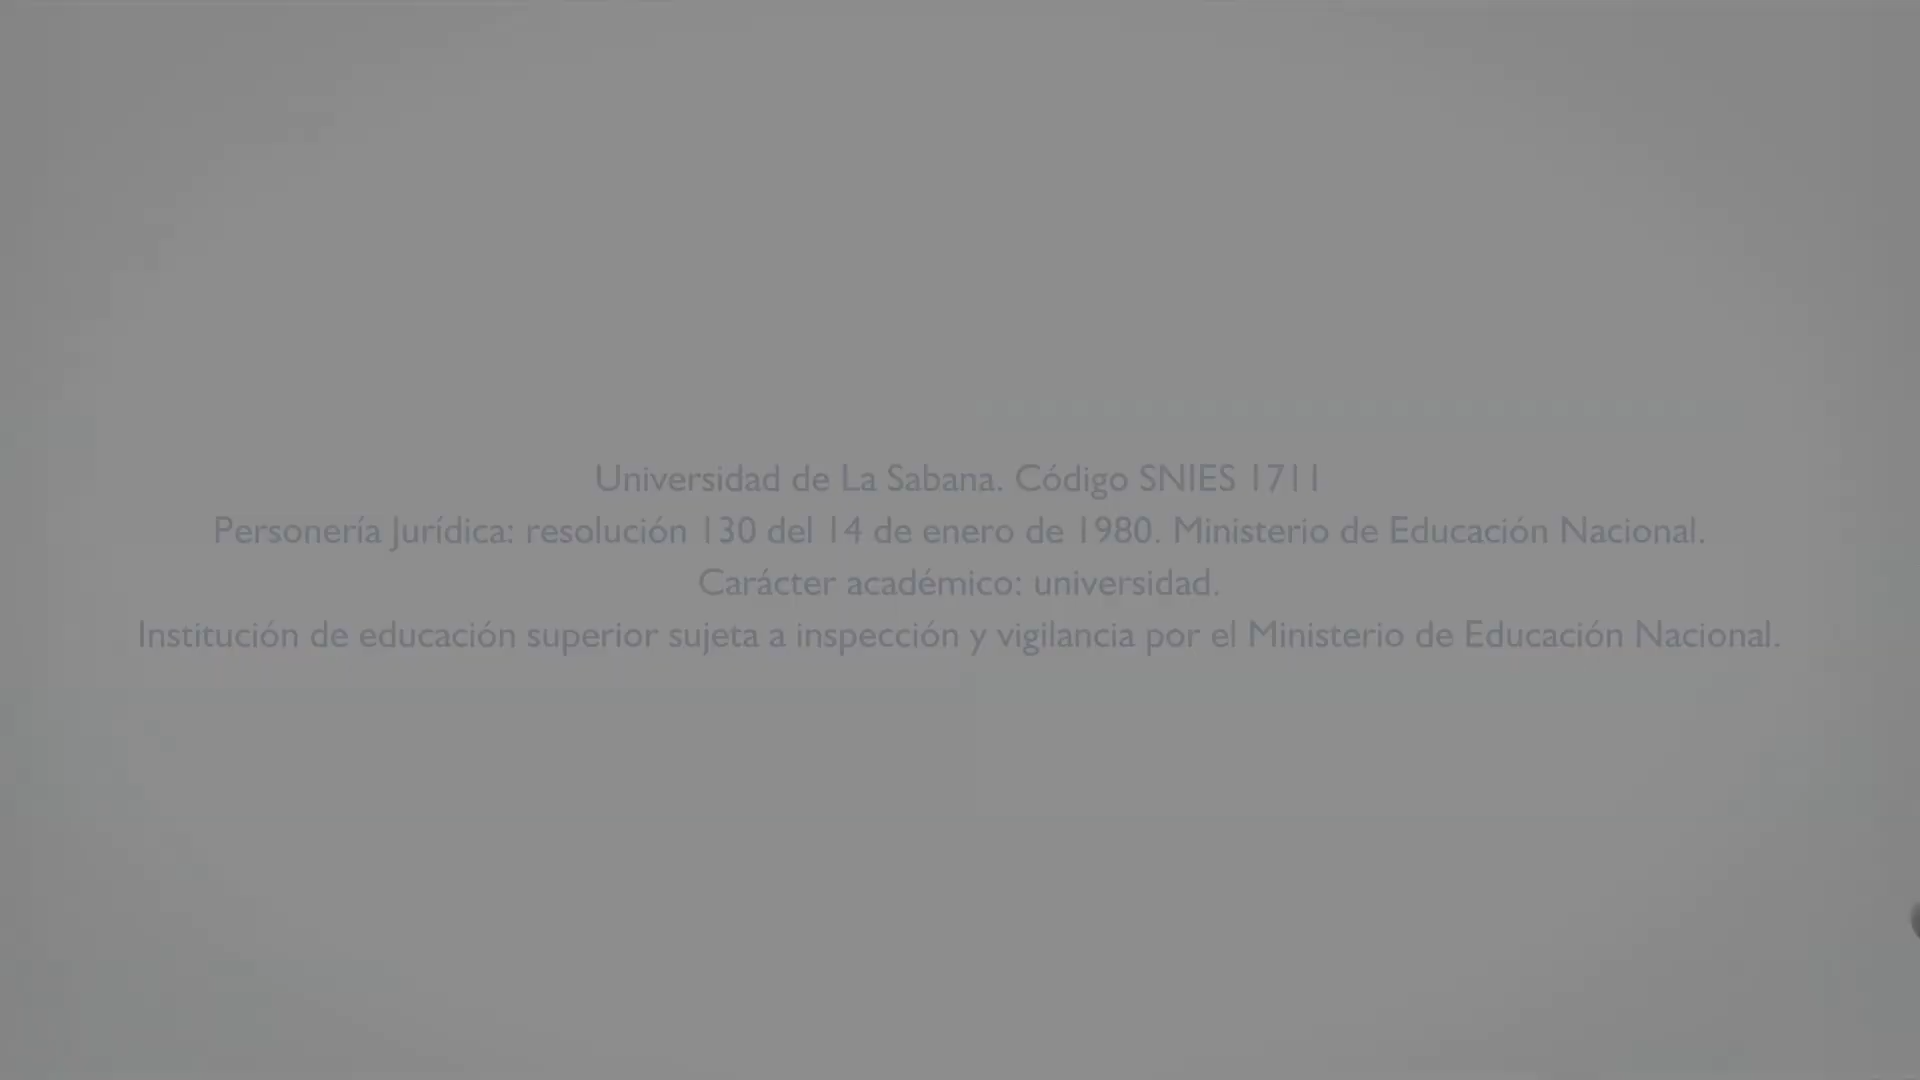 Universidad de La Sabana. Código SNIES 1711
Personería Jurídica: resolución 130 del 14 de enero de 1980. Ministerio de Educación Nacional.
Carácter académico: universidad.
Institución de educación superior sujeta a inspección y vigilancia por el Ministerio de Educación Nacional.